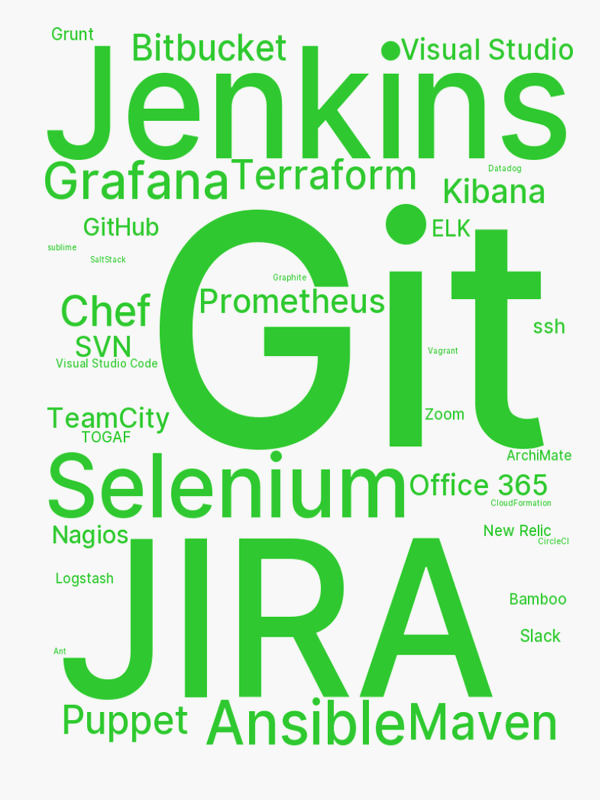 Grunt
Bitbucket
Visual Studio
Jenkins
Grafana
Terraform
Datadog
Kibana
GitHub
ELK
sublime
SaltStack
Git
Graphite
Prometheus
Chef
ssh
SVN
Vagrant
Visual Studio Code
TeamCity
Zoom
TOGAF
ArchiMate
Selenium
Office 365
CloudFormation
Nagios
New Relic
CircleCI
JIRA
Logstash
Bamboo
Slack
Ant
Puppet
Ansible
Maven